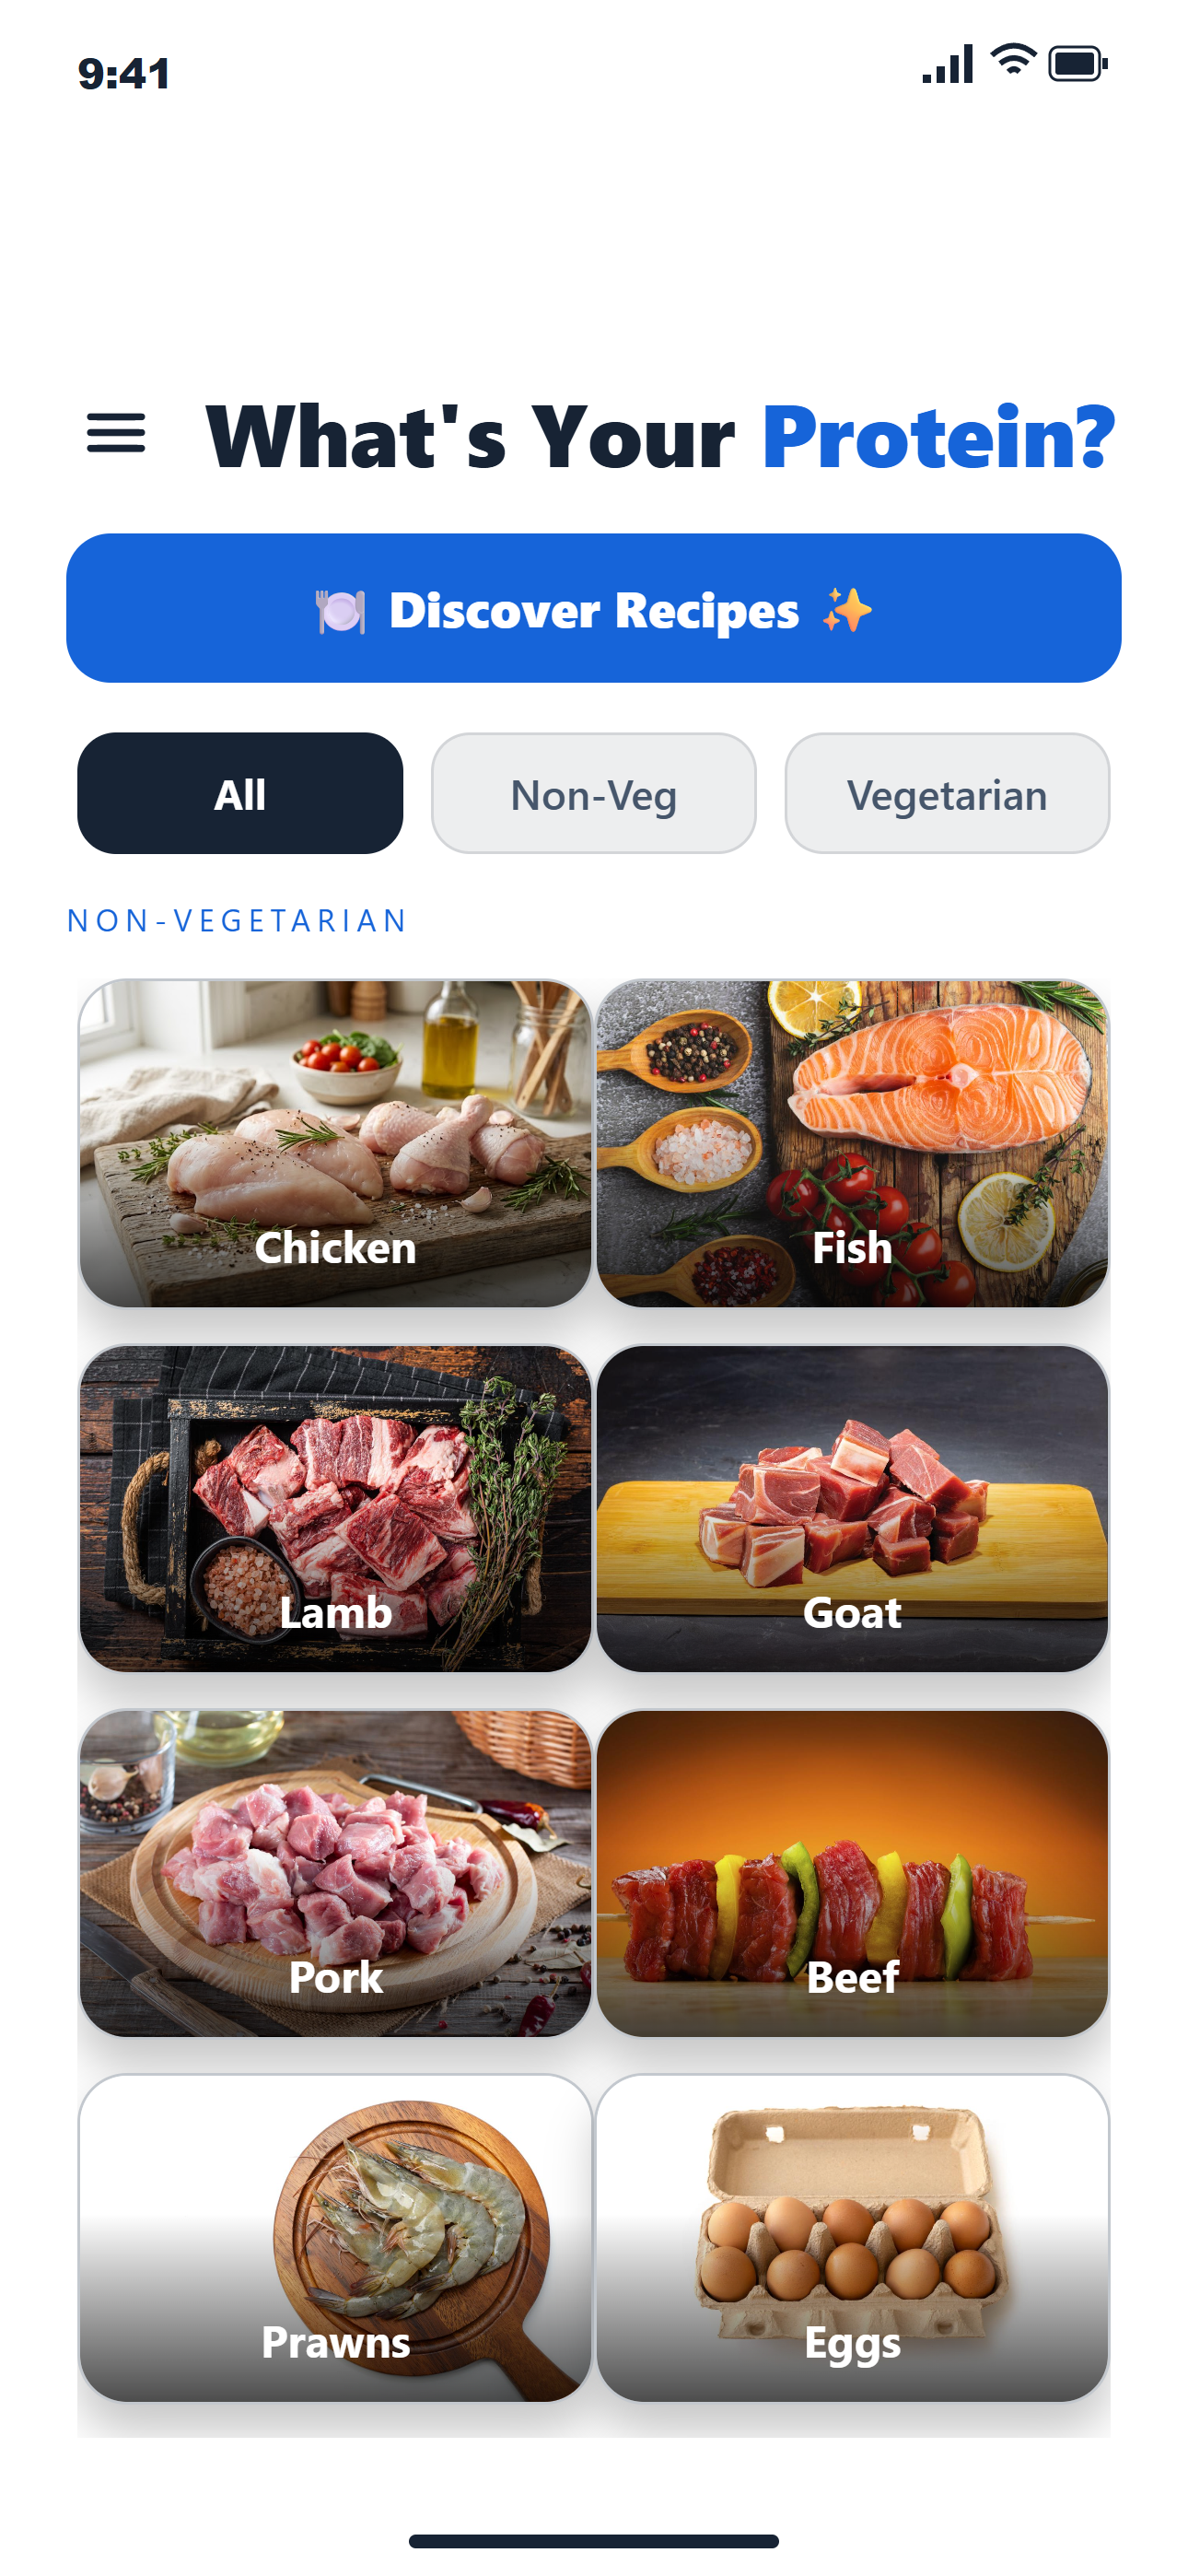 9:41
What's Your Protein?
🍽️ Discover Recipes ✨
All
Non-Veg
Vegetarian
NON-VEGETARIAN
Chicken
Fish
Lamb
Goat
Pork
Beef
Prawns
Eggs